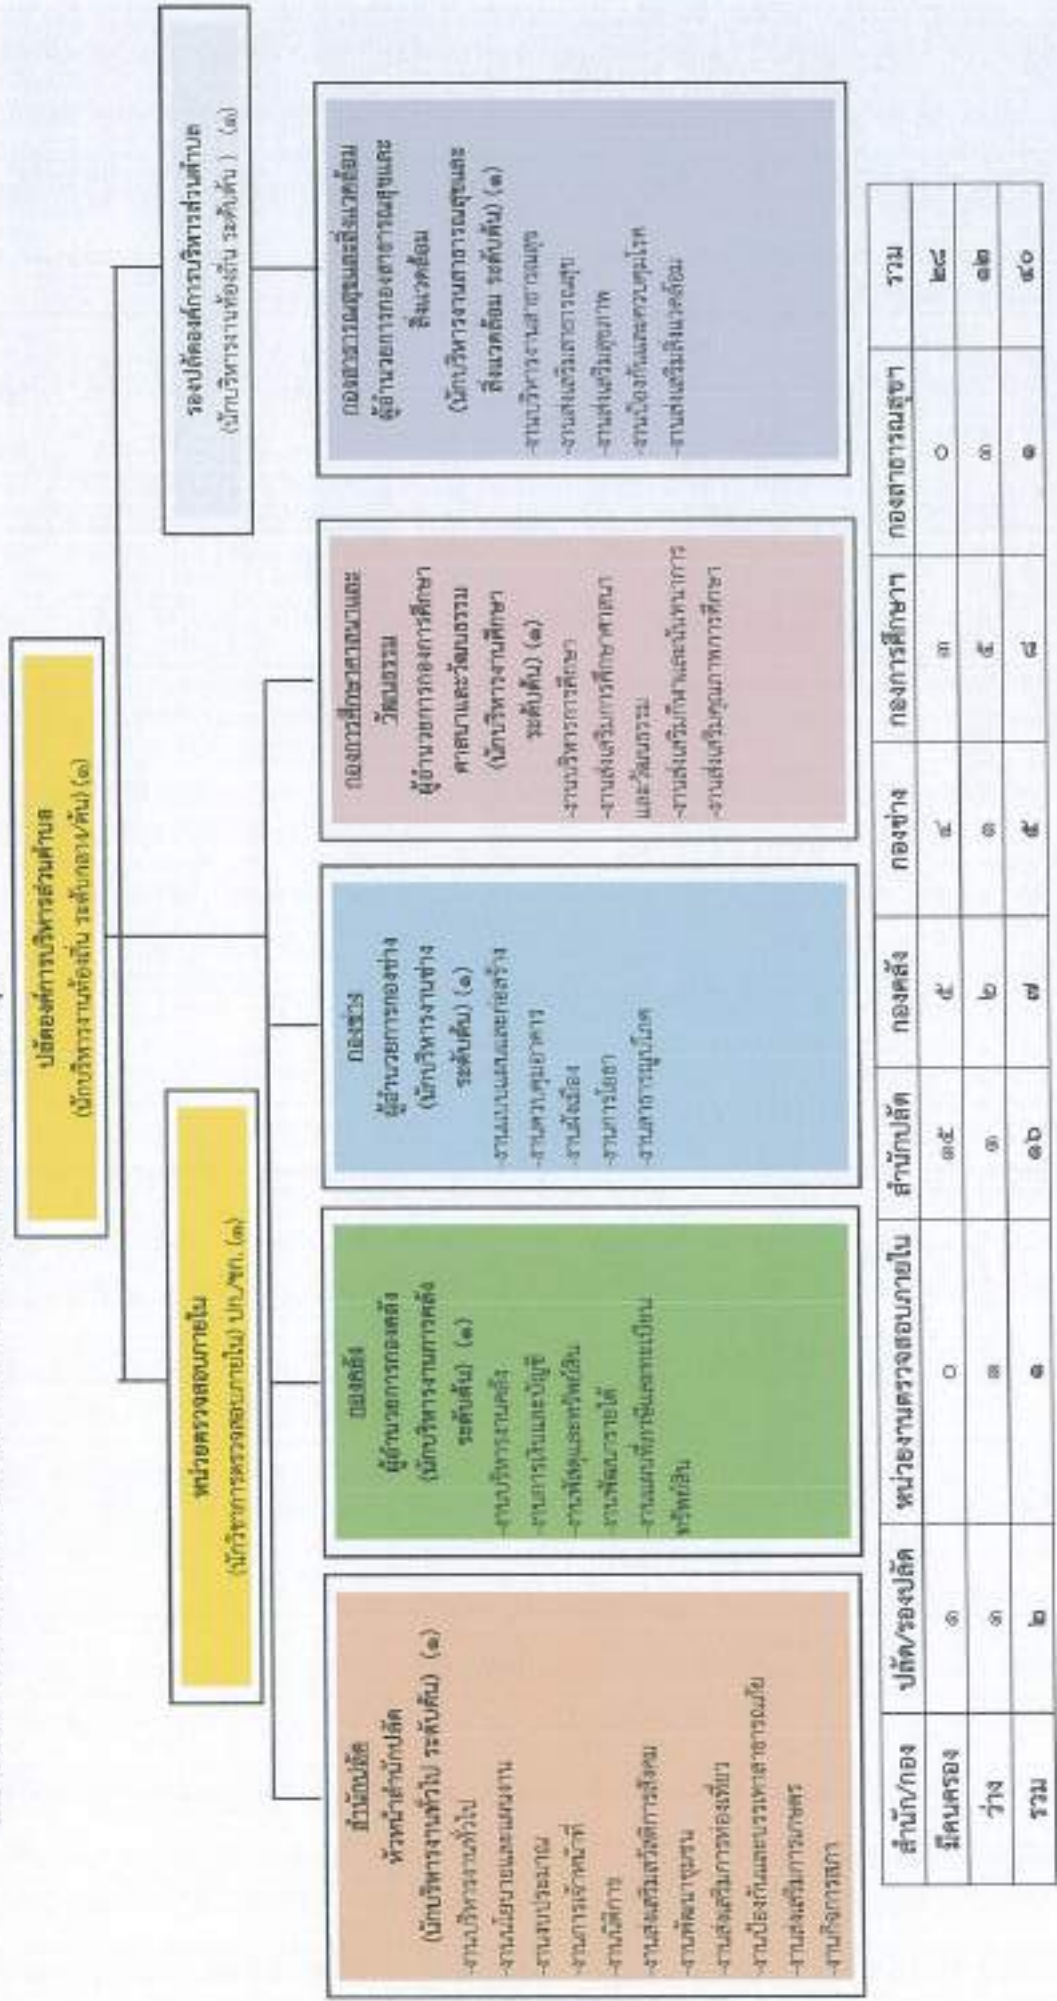 ปลัดองค์การบริหารส่วนตำบล
(นักบริหารงานท้องถิ่น ระดับกลาง/ต้น) (๑)
หน่วยตรวจสอบภายใน
(นักวิชาการตรวจสอบภายใน) ปก./ชก. (๑)
รองปลัดองค์การบริหารส่วนตำบล
(นักบริหารงานท้องถิ่น ระดับต้น ) (๑)
สำนักปลัด
หัวหน้าสำนักปลัด
(นักบริหารงานทั่วไป ระดับต้น) (๑)
-งานบริหารงานทั่วไป
-งานนโยบายและแผนงาน
-งานงบประมาณ
-งานการเจ้าหน้าที่
-งานนิติการ
-งานส่งเสริมสวัสดิการสังคม
-งานพัฒนาชุมชน
-งานส่งเสริมการท่องเที่ยว
-งานป้องกันและบรรเทาสาธารณภัย
-งานส่งเสริมการเกษตร
-งานกิจการสภา
กองคลัง
ผู้อำนวยการกองคลัง
(นักบริหารงานการคลัง
ระดับต้น) (๑)
-งานบริหารงานคลัง
-งานการเงินและบัญชี
-งานพัสดุและทรัพย์สิน
-งานพัฒนารายได้
-งานแผนที่ภาษีและทะเบียน
ทรัพย์สิน
กองช่าง
ผู้อำนวยการกองช่าง
(นักบริหารงานช่าง
ระดับต้น) (๑)
-งานแบบแผนและก่อสร้าง
-งานควบคุมอาคาร
-งานผังเมือง
-งานการโยธา
-งานสาธารณูปโภค
กองการศึกษาศาสนาและ
วัฒนธรรม
ผู้อำนวยการกองการศึกษา
ศาสนาและวัฒนธรรม
(นักบริหารงานศึกษา
ระดับต้น) (๑)
-งานบริหารการศึกษา
-งานส่งเสริมการศึกษาศาสนา
และวัฒนธรรม
-งานส่งเสริมกีฬาและนันทนาการ
-งานส่งเสริมคุณภาพการศึกษา
กองสาธารณสุขและสิ่งแวดล้อม
ผู้อำนวยการกองสาธารณสุขและ
สิ่งแวดล้อม
(นักบริหารงานสาธารณสุขและ
สิ่งแวดล้อม ระดับต้น) (๑)
-งานบริหารงานสาธารณสุข
-งานส่งเสริมสาธารณสุข
-งานส่งเสริมสุขภาพ
-งานป้องกันและควบคุมโรค
-งานส่งเสริมสิ่งแวดล้อม
สำนัก/กอง ปลัด/รองปลัด หน่วยงานตรวจสอบภายใน สำนักปลัด กองคลัง กองช่าง กองการศึกษาฯ กองสาธารณสุขฯ รวม
มีคนครอง ๑ ๐ ๑๕ ๕ ๔ ๓ ๐ ๒๘
ว่าง ๑ ๑ ๑ ๒ ๑ ๕ ๑ ๑๒
รวม ๒ ๑ ๑๖ ๗ ๕ ๘ ๑ ๔๐